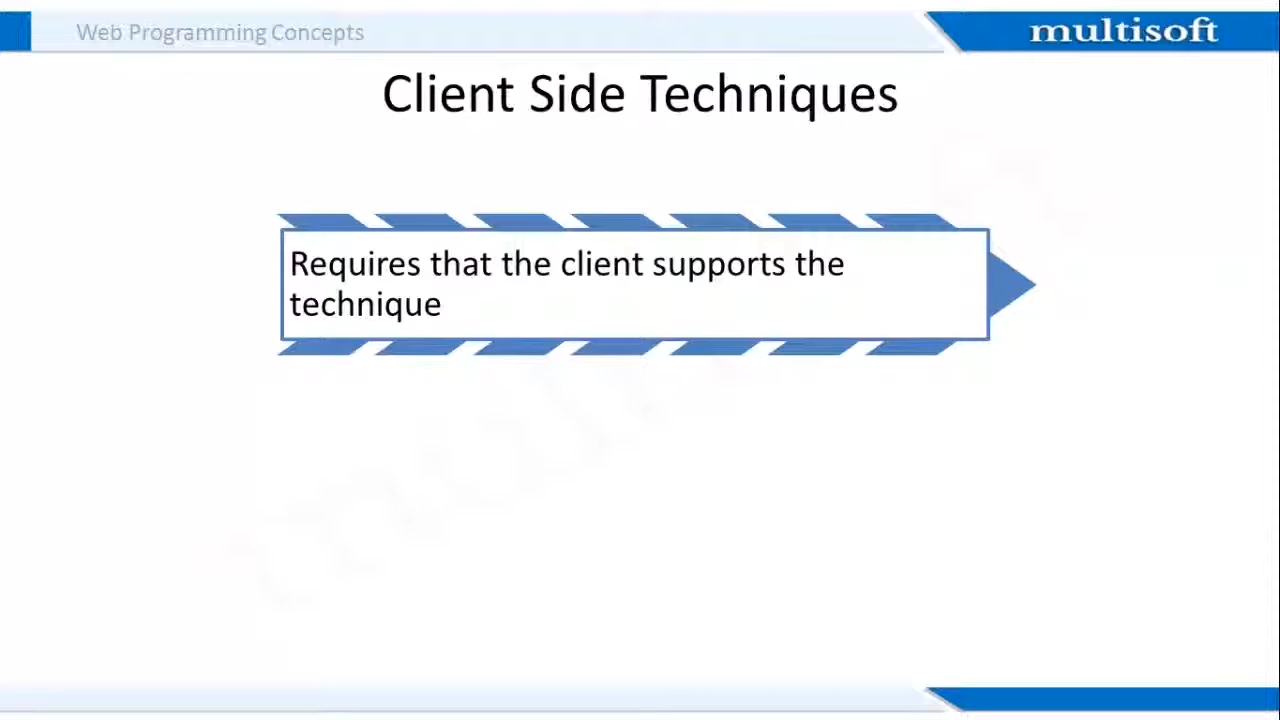 Web Programming Concepts
multisoft
Client Side Techniques
Requires that the client supports the
technique